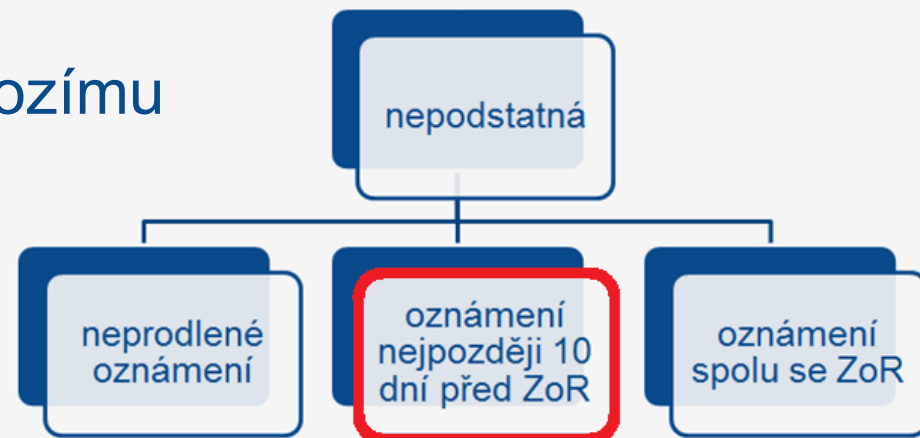 ozímu
nepodstatná
neprodlené
oznámení
oznámení
nejpozději 10
dní před ZoR
oznámení
spolu se ZoR